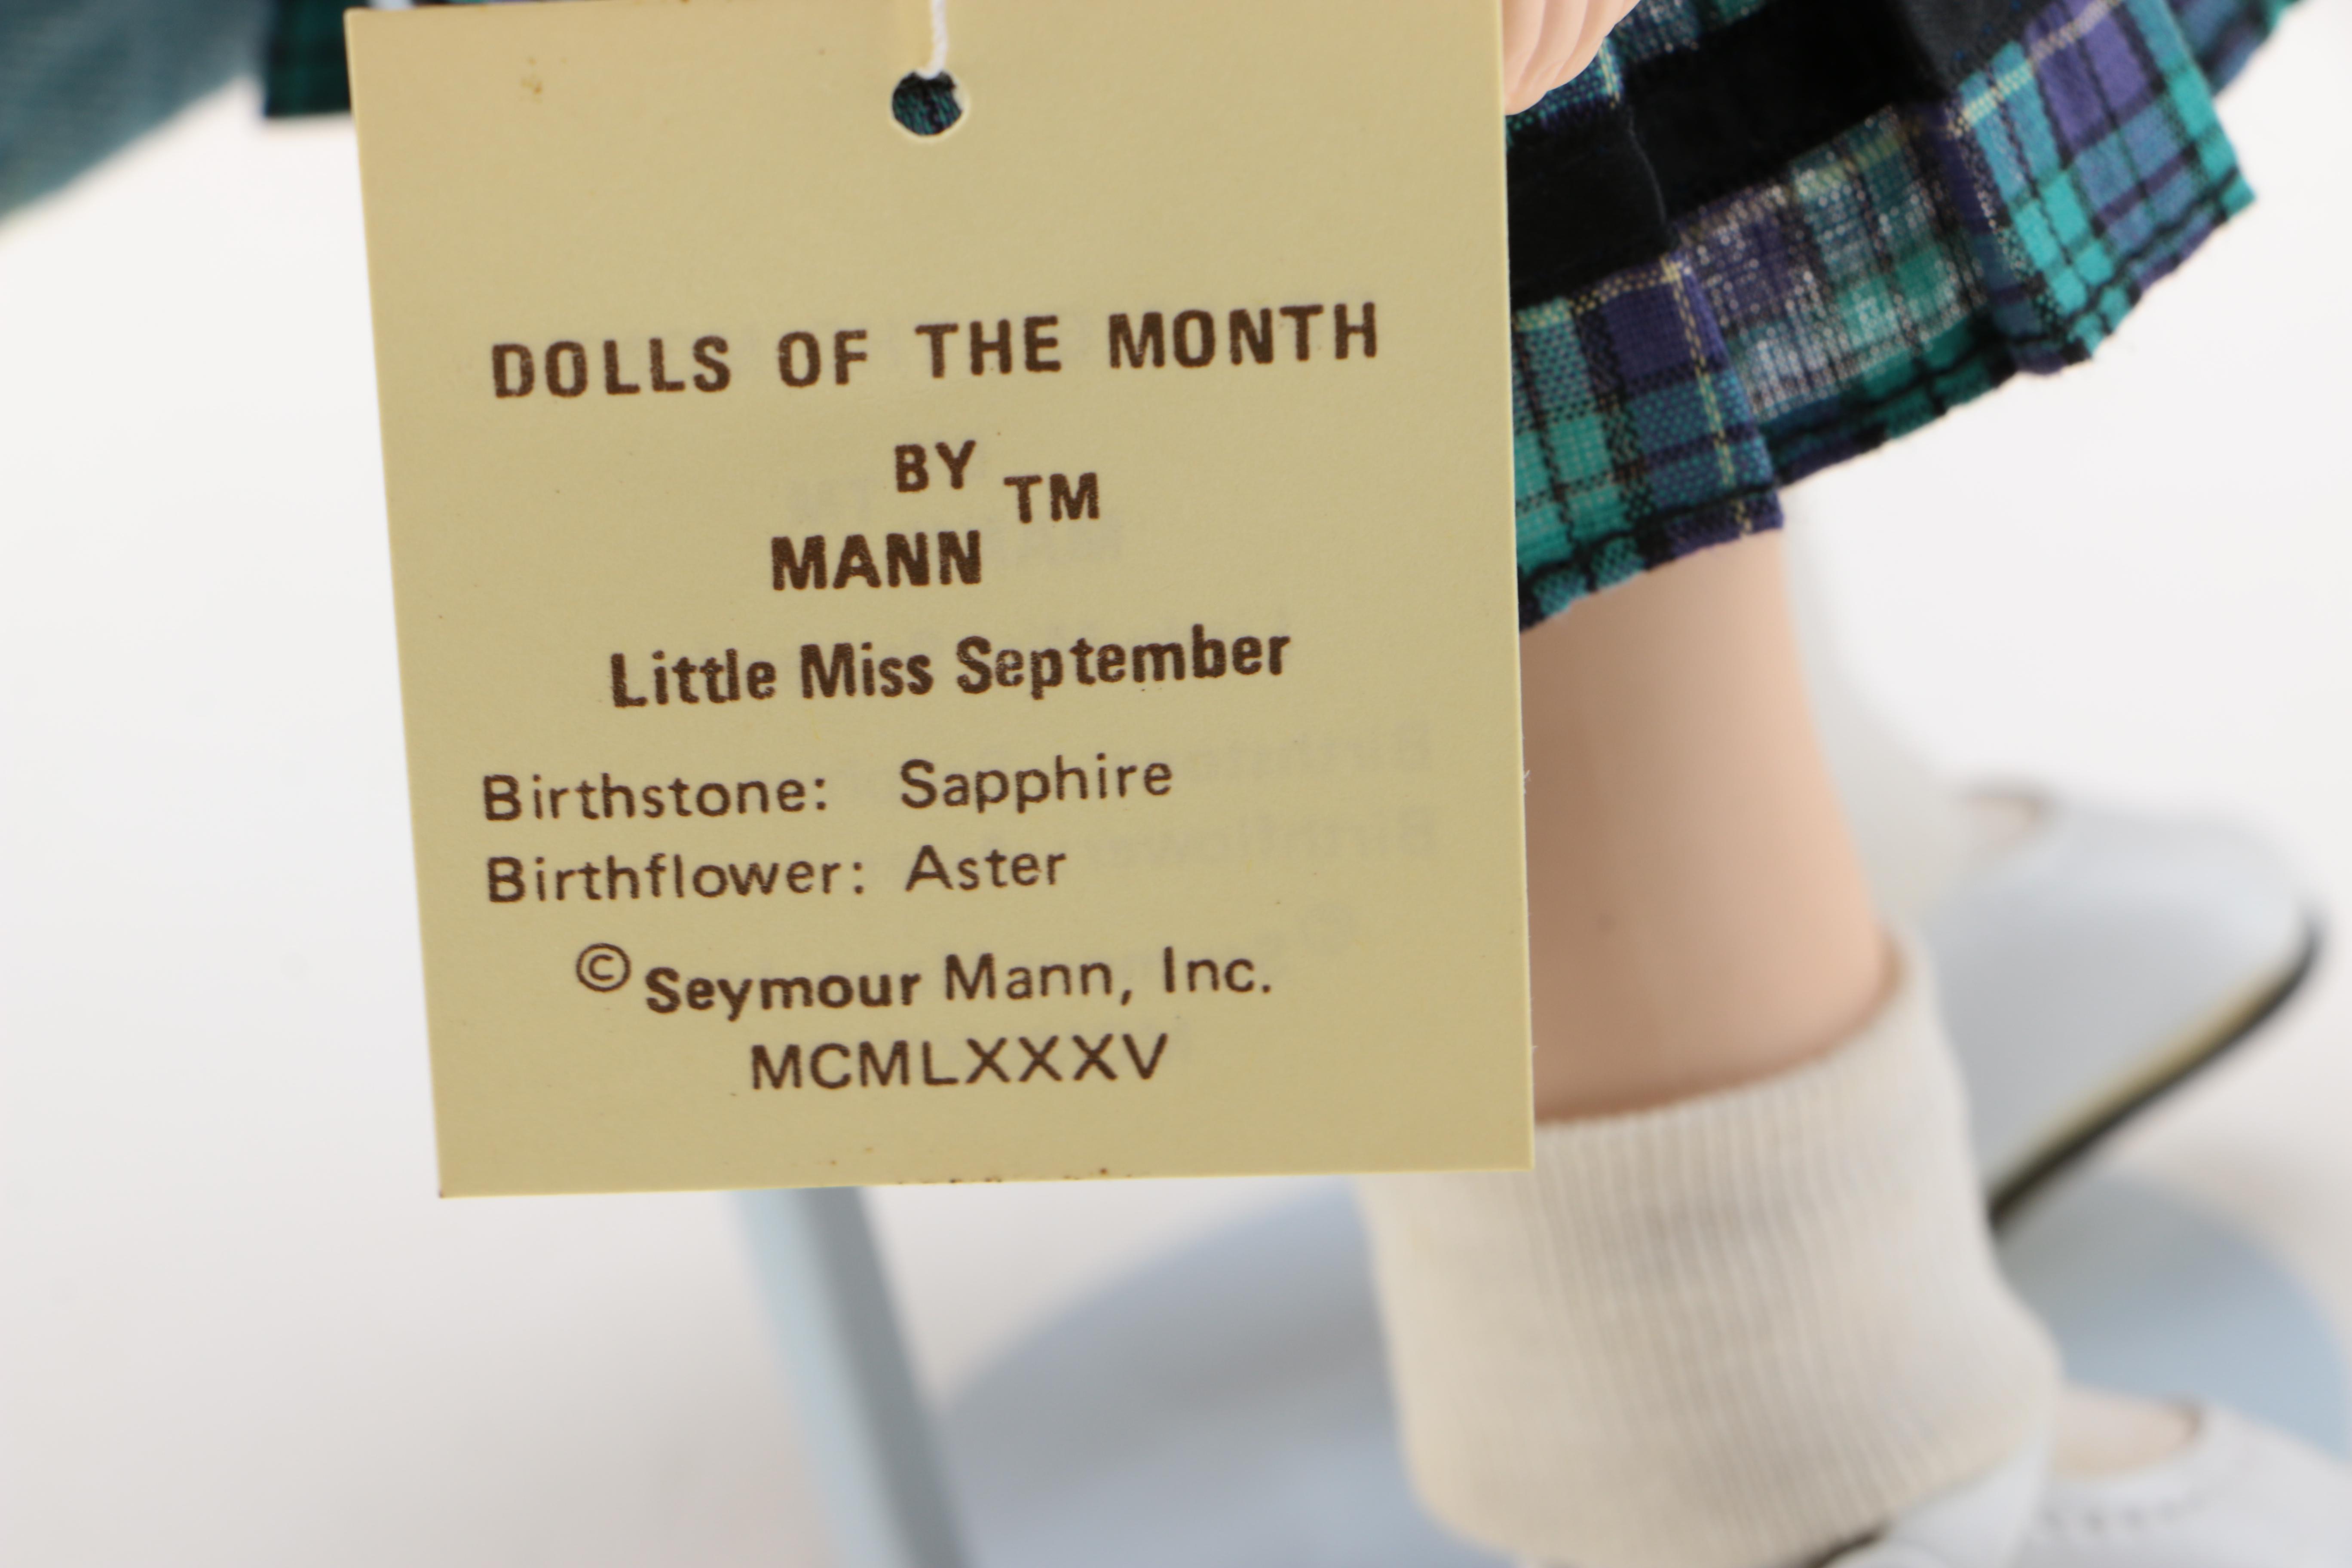 DOLLS OF THE MONTH
BY
MANN TM
Little Miss September
Birthstone: Sapphire
Birthflower: Aster
© Seymour Mann, Inc.
MCMLXXXV